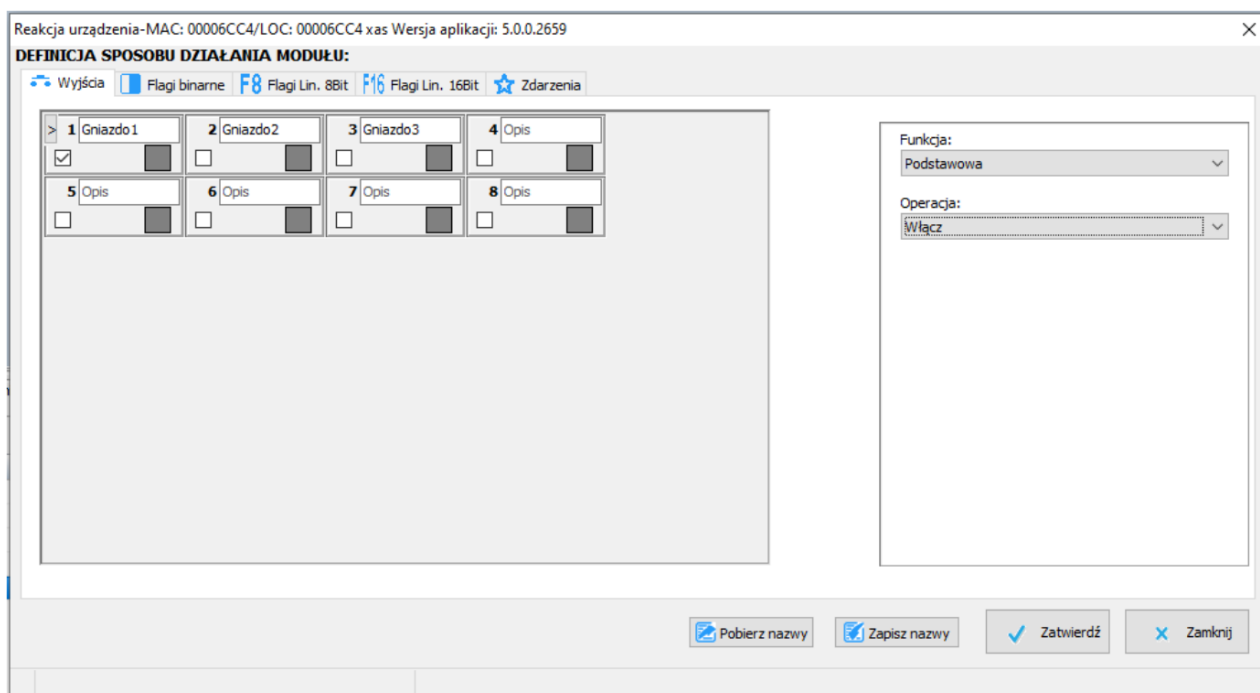 Reakcja urządzenia-MAC: 00006CC4/LOC: 00006CC4 xas Wersja aplikacji: 5.0.0.2659
DEFINICJA SPOSOBU DZIAŁANIA MODUŁU:
Wyjścia Flagi binarne F8 Flagi Lin. 8Bit F16 Flagi Lin. 16Bit Zdarzenia
> 1 Gniazdo1 2 Gniazdo2 3 Gniazdo3 4 Opis
5 Opis 6 Opis 7 Opis 8 Opis
Funkcja:
Podstawowa
Operacja:
Włącz
Pobierz nazwy Zapisz nazwy Zatwierdź Zamknij